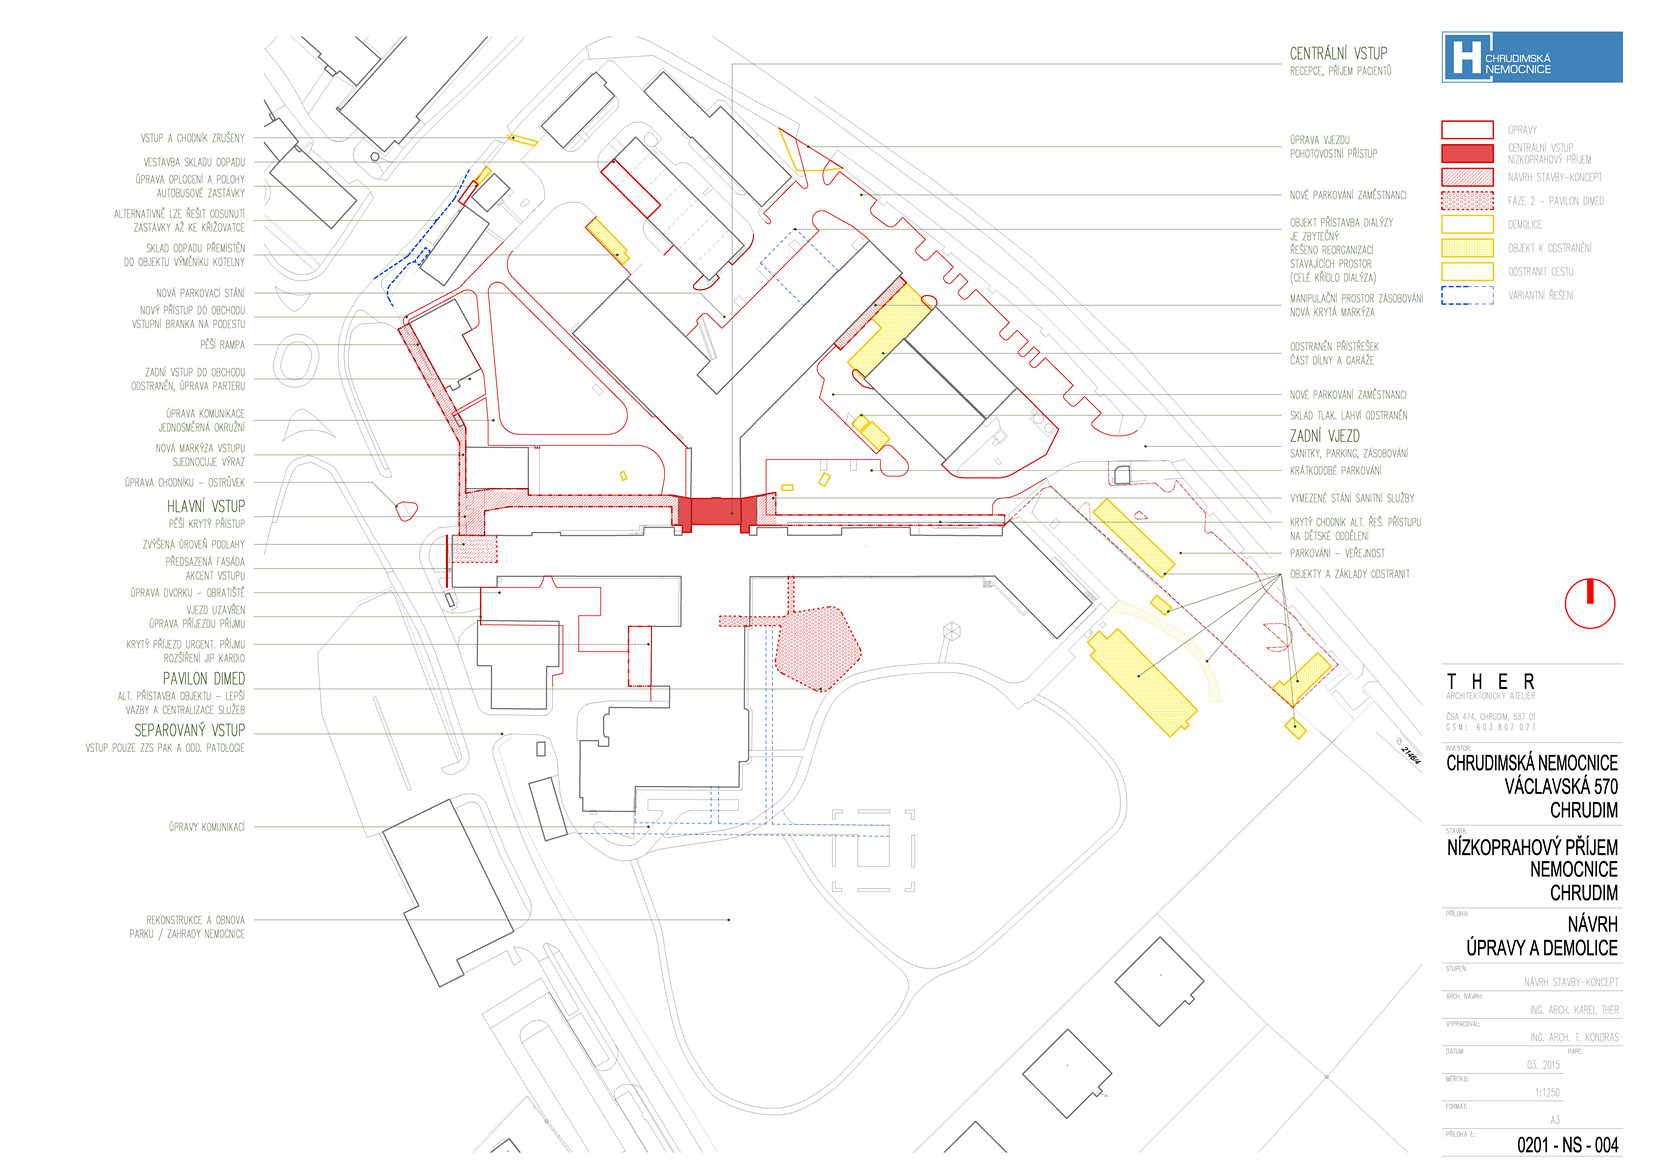 VSTUP A CHODNÍK ZRUŠENY
VESTAVBA SKLADU ODPADU
ÚPRAVA OPLOCENÍ A POLOHY
AUTOBUSOVÉ ZASTÁVKY
ALTERNATIVNĚ LZE ŘEŠIT ODSUNUTÍ
ZASTÁVKY AŽ KE KŘIŽOVATCE
SKLAD ODPADU PŘEMÍSTĚN
DO OBJEKTU VÝMĚNÍKU KOTELNY
NOVÁ PARKOVACÍ STÁNÍ
NOVÝ PŘÍSTUP DO OBCHODU
VSTUPNÍ BRANKA NA PODESTU
PĚŠÍ RAMPA
ZADNÍ VSTUP DO OBCHODU
ODSTRANĚN, ÚPRAVA PARTERU
ÚPRAVA KOMUNIKACE
JEDNOSMĚRNÁ OKRUŽNÍ
NOVÁ MARKÝZA VSTUPU
SJEDNOCUJE VÝRAZ
ÚPRAVA CHODNÍKU - OSTRŮVEK
HLAVNÍ VSTUP
PĚŠÍ KRYTÝ PŘÍSTUP
ZVÝŠENÁ ÚROVEŇ PODLAHY
PŘEDSAZENÁ FASÁDA
AKCENT VSTUPU
ÚPRAVA DVORKU - OBRATIŠTĚ
VJEZD UZAVŘEN
ÚPRAVA PŘÍJEZDU PŘÍJMU
KRYTÝ PŘÍJEZD URGENT. PŘÍJMU
ROZŠÍŘENÍ JIP KARDIO
PAVILON DIMED
ALT. PŘÍSTAVBA OBJEKTU - LEPŠÍ
VAZBY A CENTRALIZACE SLUŽEB
SEPAROVANÝ VSTUP
VSTUP POUZE ZZS PAK A ODD. PATOLOGIE
ÚPRAVY KOMUNIKACÍ
REKONSTRUKCE A OBNOVA
PARKU / ZAHRADY NEMOCNICE
CENTRÁLNÍ VSTUP
RECEPCE, PŘÍJEM PACIENTŮ
ÚPRAVA VJEZDU
POHOTOVOSTNÍ PŘÍSTUP
NOVÉ PARKOVÁNÍ ZAMĚSTNANCI
OBJEKT PŘÍSTAVBA DIALÝZY
JE ZBYTEČNÝ
ŘEŠENO REORGANIZACÍ
STÁVAJÍCÍCH PROSTOR
(CELÉ KŘÍDLO DIALÝZA)
MANIPULAČNÍ PROSTOR ZÁSOBOVÁNÍ
NOVÁ KRYTÁ MARKÝZA
ODSTRANĚN PŘÍSTŘEŠEK
ČÁST DÍLNY A GARÁŽE
NOVÉ PARKOVÁNÍ ZAMĚSTNANCI
SKLAD TLAK. LAHVÍ ODSTRANĚN
ZADNÍ VJEZD
SANITKY, PARKING, ZÁSOBOVÁNÍ
KRÁTKODOBÉ PARKOVÁNÍ
VYMEZENÉ STÁNÍ SANITNÍ SLUŽBY
KRYTÝ CHODNÍK ALT. ŘEŠ. PŘÍSTUPU
NA DĚTSKÉ ODDĚLENÍ
PARKOVÁNÍ - VEŘEJNOST
OBJEKTY A ZÁKLADY ODSTRANIT
2146/4
H CHRUDIMSKÁ
NEMOCNICE
ÚPRAVY
CENTRÁLNÍ VSTUP
NÍZKOPRAHOVÝ PŘÍJEM
NÁVRH STAVBY-KONCEPT
FÁZE 2 - PAVILON DIMED
DEMOLICE
OBJEKT K ODSTRANĚNÍ
ODSTRANIT CESTU
VARIANTNÍ ŘEŠENÍ
THER
ARCHITEKTONICKÝ ATELIER
ČSA 474, CHRUDIM, 537 01
GSM: 603 807 027
INVESTOR:
CHRUDIMSKÁ NEMOCNICE
VÁCLAVSKÁ 570
CHRUDIM
STAVBA:
NÍZKOPRAHOVÝ PŘÍJEM
NEMOCNICE
CHRUDIM
PŘÍLOHA:
NÁVRH
ÚPRAVY A DEMOLICE
STUPEŇ:
NÁVRH STAVBY-KONCEPT
ARCH. NÁVRH:
ING. ARCH. KAREL THER
VYPRACOVAL:
ING. ARCH. T. KONDRAS
DATUM: PARÉ:
03. 2015
MĚŘÍTKO:
1:1250
FORMÁT:
A3
PŘÍLOHA Č.:
0201 - NS - 004